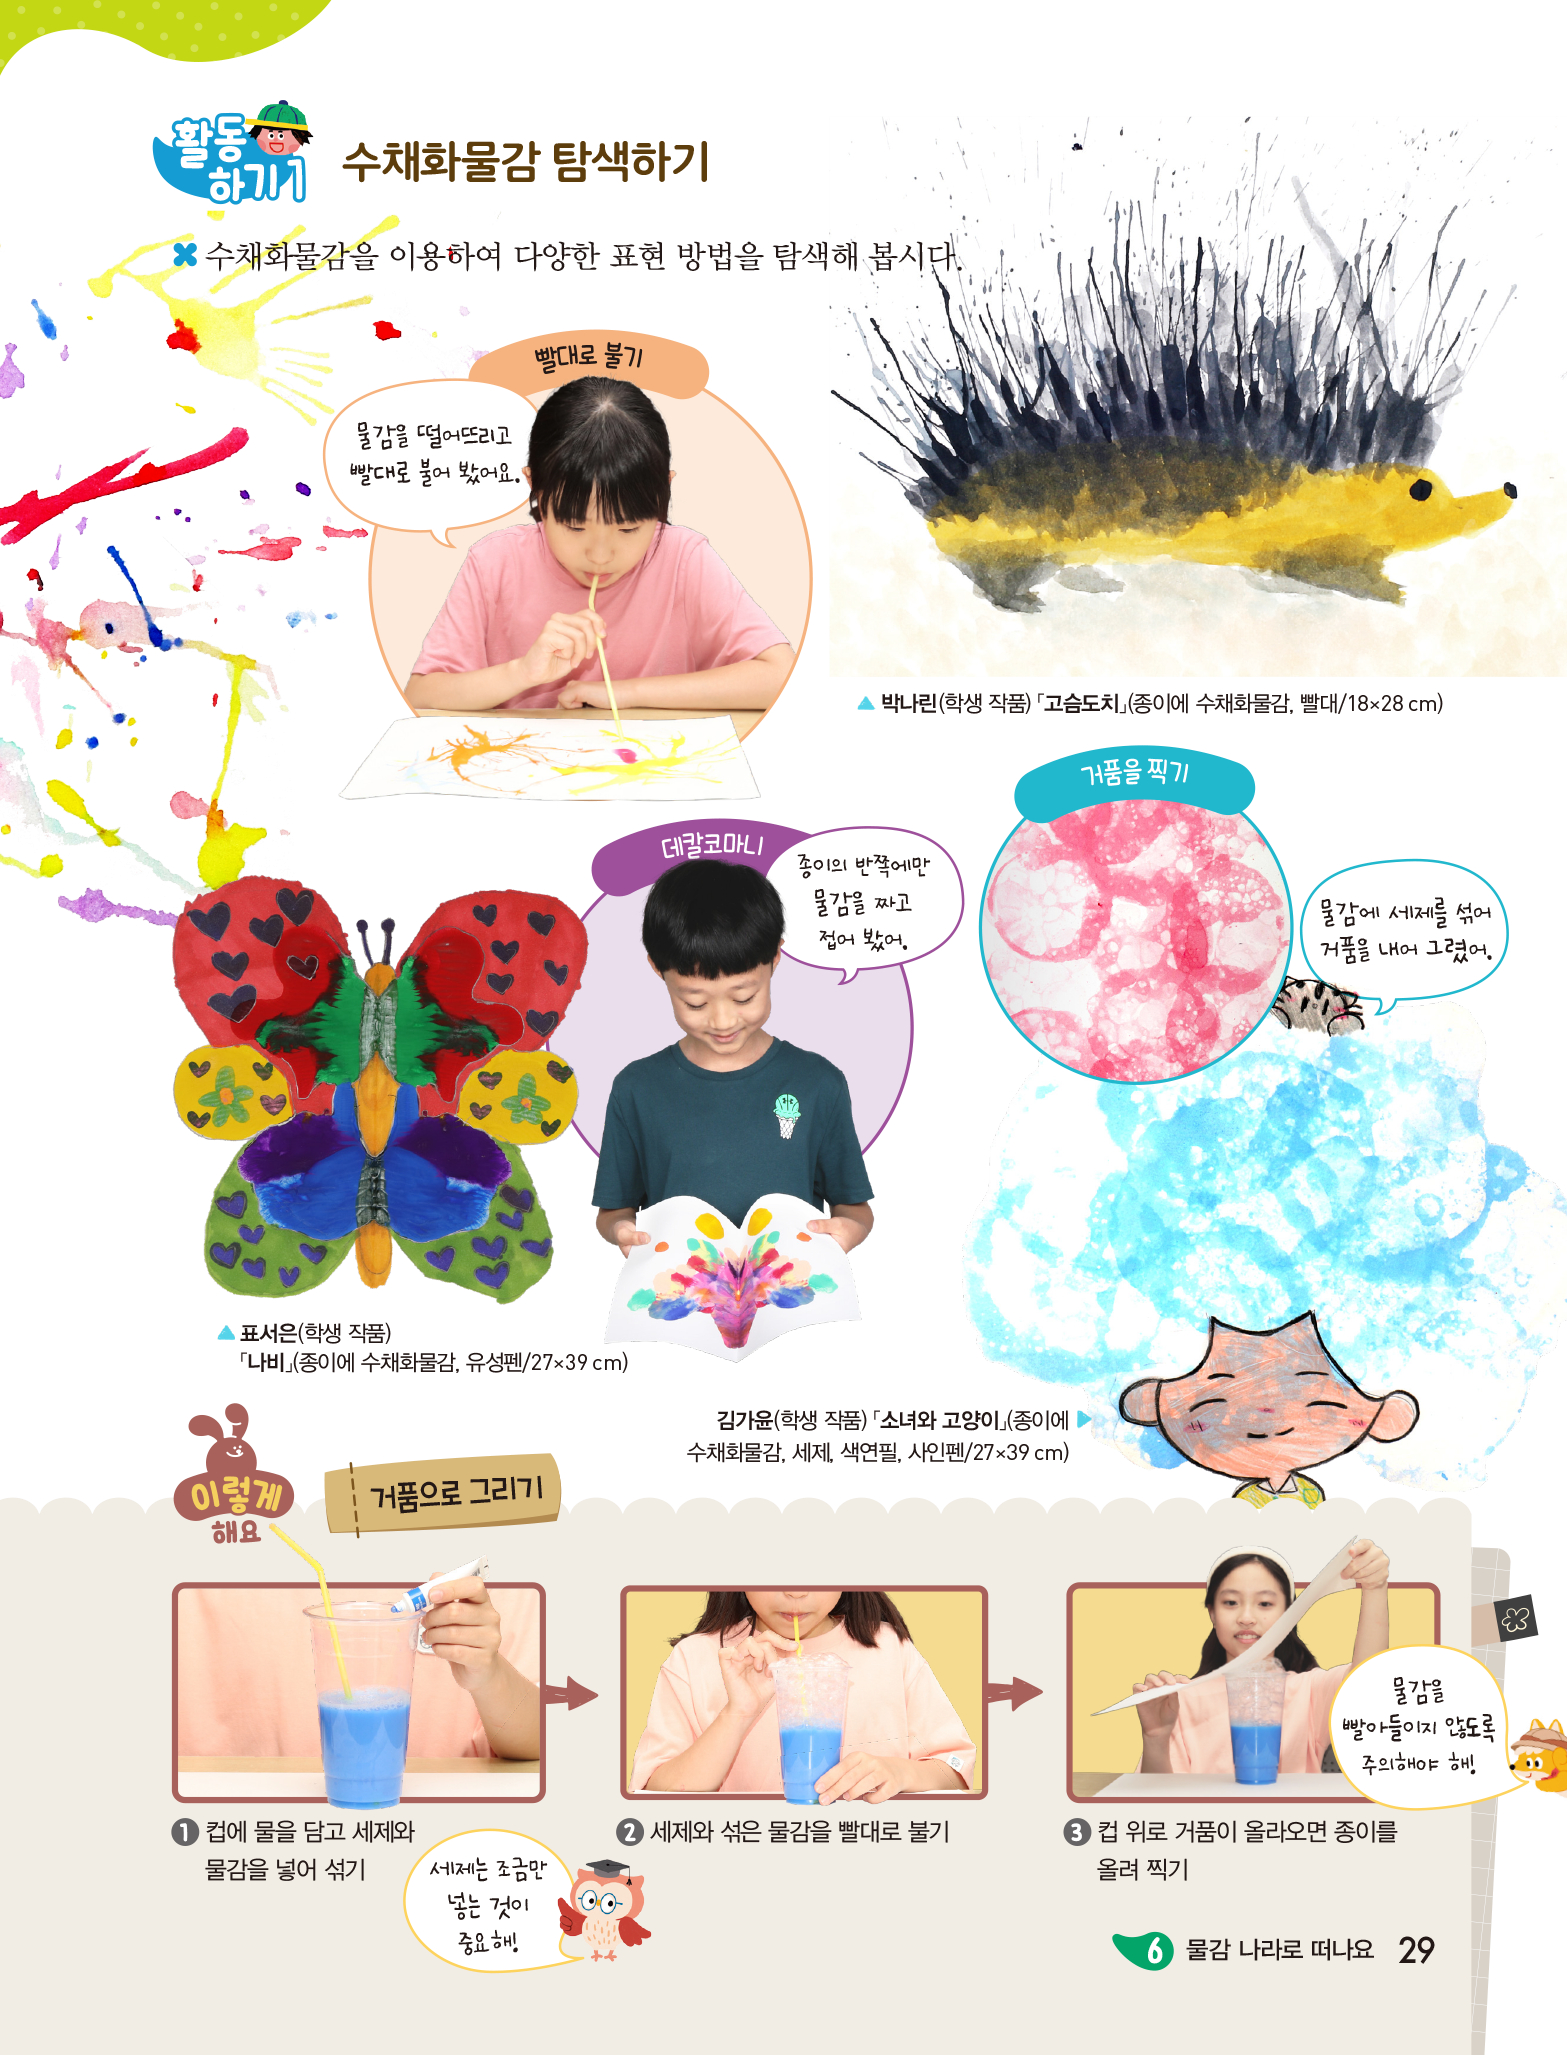 활동
하기 1
수채화물감 탐색하기
수채화물감을 이용하여 다양한 표현 방법을 탐색해 봅시다.
빨대로 불기
물감을 떨어뜨리고
빨대로 불어 봤어요.
▲ 박나린(학생 작품)「고슴도치」(종이에 수채화물감, 빨대/18×28 cm)
거품을 찍기
물감에 세제를 섞어
거품을 내어 그렸어.
데칼코마니
종이의 반쪽에만
물감을 짜고
접어 봤어.
▲ 표서은(학생 작품)
「나비」(종이에 수채화물감, 유성펜/27×39 cm)
김가윤(학생 작품)「소녀와 고양이」(종이에 ▶
수채화물감, 세제, 색연필, 사인펜/27×39 cm)
이렇게
해요
거품으로 그리기
1 컵에 물을 담고 세제와
물감을 넣어 섞기
세제는 조금만
넣는 것이
중요해!
2 세제와 섞은 물감을 빨대로 불기
3 컵 위로 거품이 올라오면 종이를
올려 찍기
물감을
빨아들이지 않도록
주의해야 해!
6 물감 나라로 떠나요 29